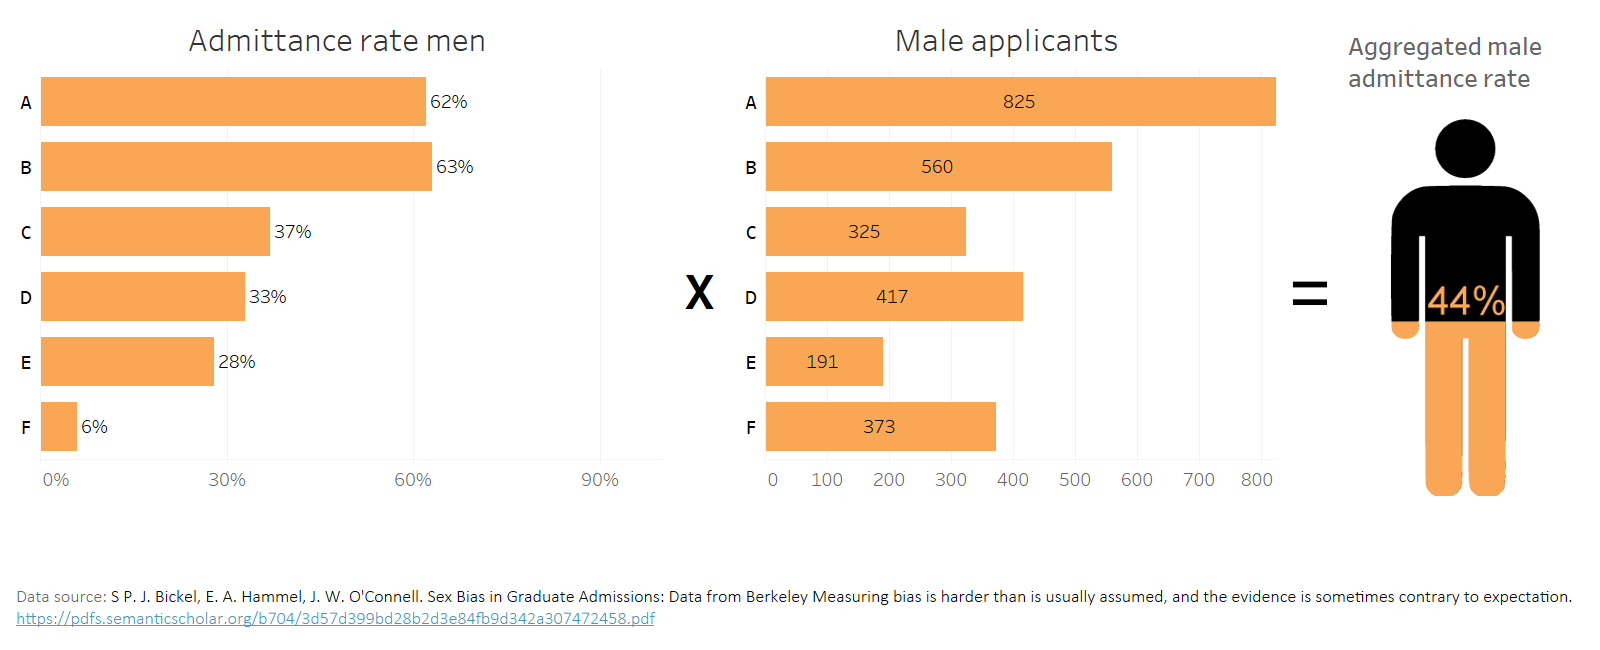 Admittance rate men
A
62%
B
63%
C
37%
D
33%
E
28%
F
6%
0% 30% 60% 90%
X
Male applicants
A
825
B
560
C
325
D
417
E
191
F
373
0 100 200 300 400 500 600 700 800
=
Aggregated male
admittance rate
44%
Data source: S P. J. Bickel, E. A. Hammel, J. W. O'Connell. Sex Bias in Graduate Admissions: Data from Berkeley Measuring bias is harder than is usually assumed, and the evidence is sometimes contrary to expectation.
https://pdfs.semanticscholar.org/b704/3d57d399bd28b2d3e84fb9d342a307472458.pdf